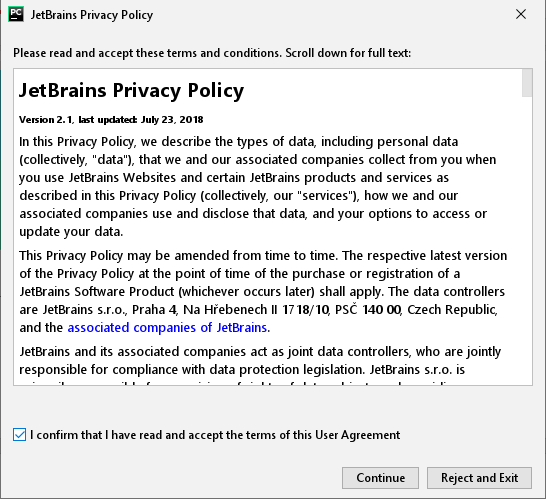 PC JetBrains Privacy Policy
Please read and accept these terms and conditions. Scroll down for full text:
JetBrains Privacy Policy
Version 2.1, last updated: July 23, 2018
In this Privacy Policy, we describe the types of data, including personal data
(collectively, "data"), that we and our associated companies collect from you when
you use JetBrains Websites and certain JetBrains products and services as
described in this Privacy Policy (collectively, our "services"), how we and our
associated companies use and disclose that data, and your options to access or
update your data.
This Privacy Policy may be amended from time to time. The respective latest version
of the Privacy Policy at the point of time of the purchase or registration of a
JetBrains Software Product (whichever occurs later) shall apply. The data controllers
are JetBrains s.r.o., Praha 4, Na Hřebenech II 1718/10, PSČ 140 00, Czech Republic,
and the associated companies of JetBrains.
JetBrains and its associated companies act as joint data controllers, who are jointly
responsible for compliance with data protection legislation. JetBrains s.r.o. is
I confirm that I have read and accept the terms of this User Agreement
Continue
Reject and Exit